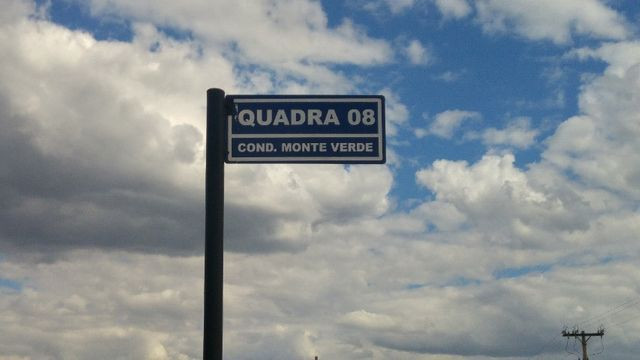 QUADRA 08
COND. MONTE VERDE